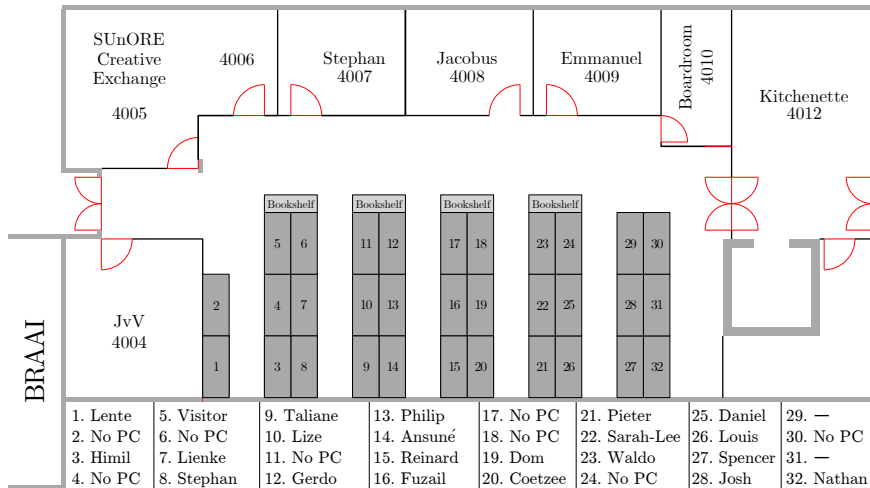 SUnORE
Creative
Exchange
4005
4006
Stephan
4007
Jacobus
4008
Emmanuel
4009
Boardroom
4010
Kitchenette
4012
Bookshelf Bookshelf Bookshelf Bookshelf
5 6 11 12 17 18 23 24 29 30
2 4 7 10 13 16 19 22 25 28 31
1 3 8 9 14 15 20 21 26 27 32
JvV
4004
BRAAI
1. Lente
2. No PC
3. Himil
4. No PC
5. Visitor
6. No PC
7. Lienke
8. Stephan
9. Taliane
10. Lize
11. No PC
12. Gerdo
13. Philip
14. Ansuné
15. Reinard
16. Fuzail
17. No PC
18. No PC
19. Dom
20. Coetzee
21. Pieter
22. Sarah-Lee
23. Waldo
24. No PC
25. Daniel
26. Louis
27. Spencer
28. Josh
29. —
30. No PC
31. —
32. Nathan